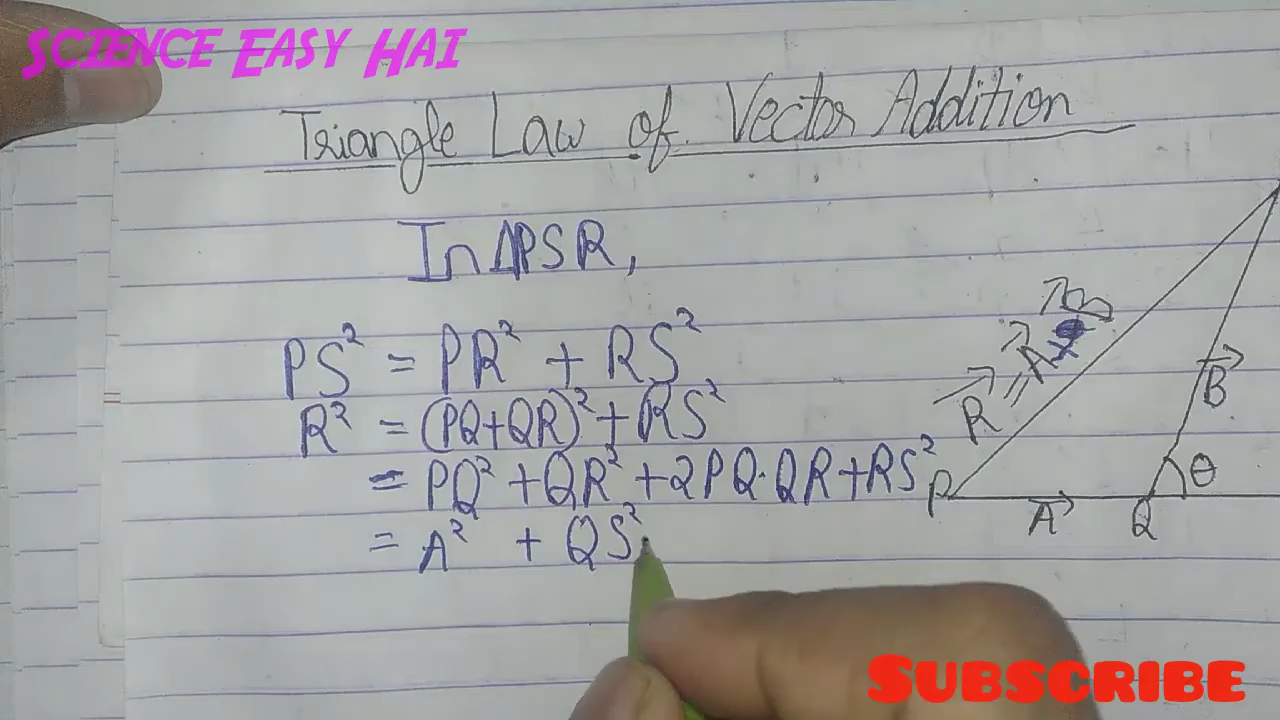 SCIENCE EASY HAI
Triangle Law of Vector Addition
In ΔPSR,
PS² = PR² + RS²
R² = (PQ+QR)² + RS²
= PQ² + QR² + 2PQ·QR + RS²
= A² + QS²
R⃗ = A⃗ + B⃗
B⃗
θ
P
A⃗
Q
SUBSCRIBE